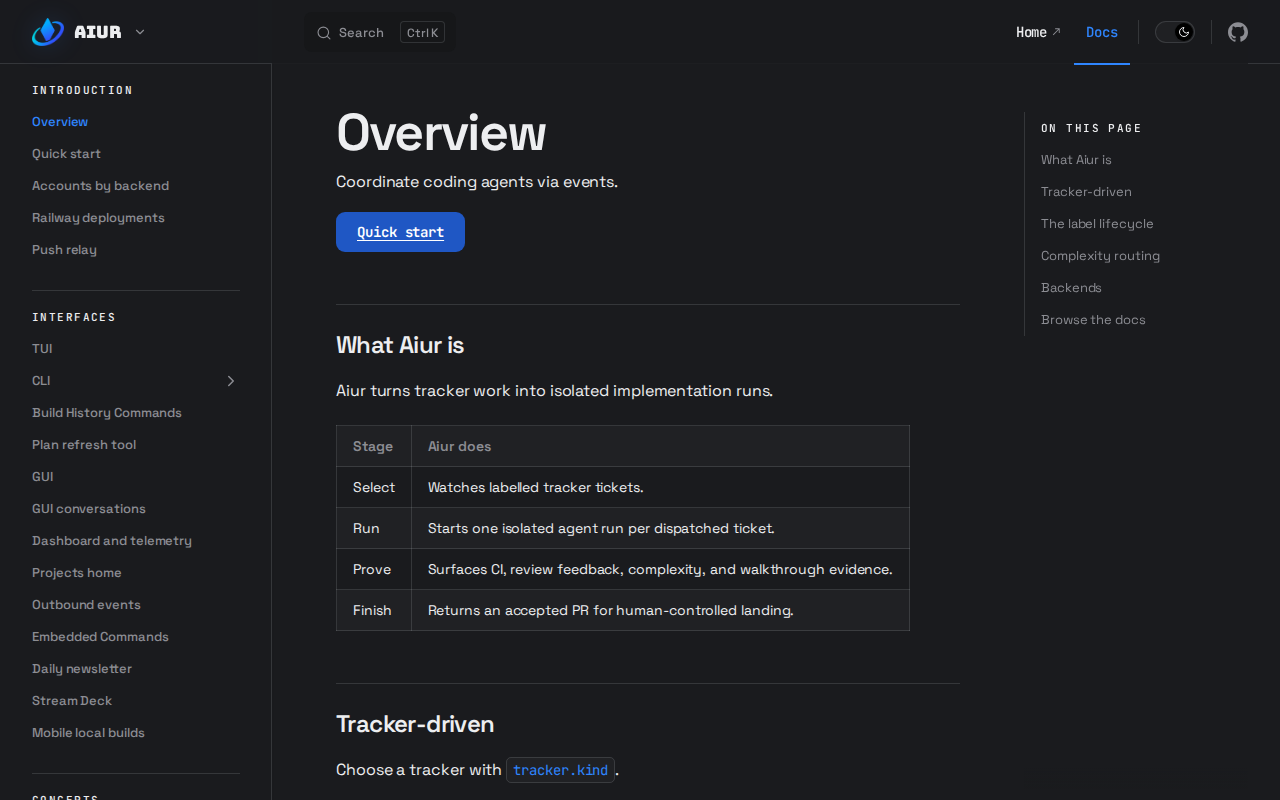 AIUR
Search Ctrl K
Home Docs
INTRODUCTION
Overview
Quick start
Accounts by backend
Railway deployments
Push relay
INTERFACES
TUI
CLI
Build History Commands
Plan refresh tool
GUI
GUI conversations
Dashboard and telemetry
Projects home
Outbound events
Embedded Commands
Daily newsletter
Stream Deck
Mobile local builds
CONCEPTS
Overview
Coordinate coding agents via events.
Quick start
What Aiur is
Aiur turns tracker work into isolated implementation runs.
Stage Aiur does
Select Watches labelled tracker tickets.
Run Starts one isolated agent run per dispatched ticket.
Prove Surfaces CI, review feedback, complexity, and walkthrough evidence.
Finish Returns an accepted PR for human-controlled landing.
Tracker-driven
Choose a tracker with tracker.kind.
ON THIS PAGE
What Aiur is
Tracker-driven
The label lifecycle
Complexity routing
Backends
Browse the docs